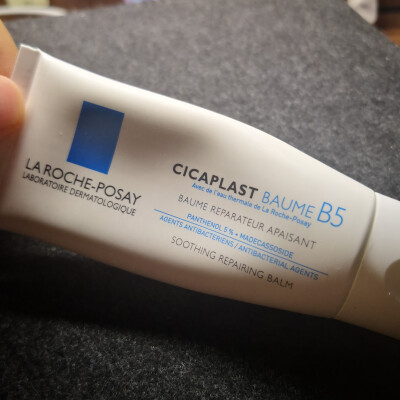 LA ROCHE-POSAY
LABORATOIRE DERMATOLOGIQUE
CICAPLAST BAUME B5
Avec de l'eau thermale de La Roche-Posay
BAUME REPARATEUR APAISANT
PANTHENOL 5 % + MADECASSOSIDE
AGENTS ANTIBACTERIENS / ANTIBACTERIAL AGENTS
SOOTHING REPAIRING BALM